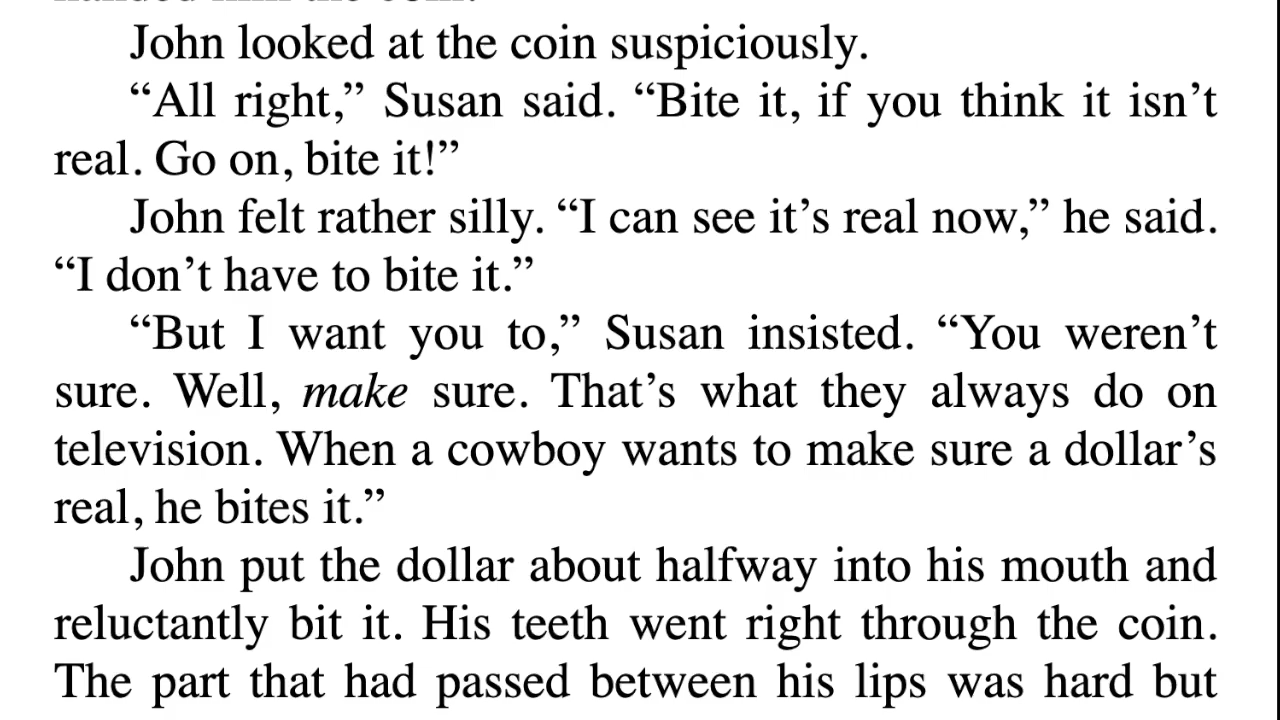 John looked at the coin suspiciously.
“All right,” Susan said. “Bite it, if you think it isn’t
real. Go on, bite it!”
John felt rather silly. “I can see it’s real now,” he said.
“I don’t have to bite it.”
“But I want you to,” Susan insisted. “You weren’t
sure. Well, make sure. That’s what they always do on
television. When a cowboy wants to make sure a dollar’s
real, he bites it.”
John put the dollar about halfway into his mouth and
reluctantly bit it. His teeth went right through the coin.
The part that had passed between his lips was hard but